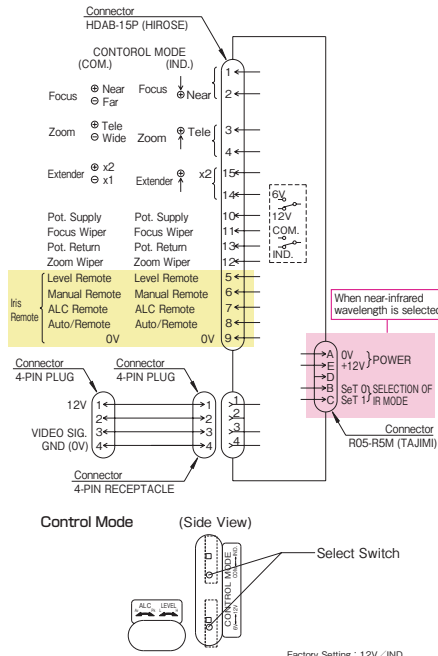 Connector
HDAB-15P (HIROSE)
CONTOROL MODE
(COM.) (IND.)
Focus ⊕ Near ⊖ Far Focus ⊕ Near 1 2
Zoom ⊕ Tele ⊖ Wide Zoom ⊕ Tele 3 4
Extender ⊕ x2 ⊖ x1 Extender ⊕ x2 15 14
6V
12V
COM.
IND.
Pot. Supply Pot. Supply 10
Focus Wiper Focus Wiper 11
Pot. Return Pot. Return 13
Zoom Wiper Zoom Wiper 12
Iris Remote
Level Remote Level Remote 5
Manual Remote Manual Remote 6
ALC Remote ALC Remote 7
Auto/Remote Auto/Remote 8
0V 0V 9
When near-infrared
wavelength is selected
A 0V
E +12V POWER
D
B SeT 0 SELECTION OF
C SeT 1 IR MODE
Connector
R05-R5M (TAJIMI)
Connector Connector
4-PIN PLUG 4-PIN PLUG
12V 1 1 1
2 2 2
VIDEO SIG. 3 3 3
GND (0V) 4 4 4
Connector
4-PIN RECEPTACLE
Control Mode (Side View)
Select Switch
CONTROL MODE
COM. IND.
6V 12V
ALC LEVEL
Factory Setting : 12V／IND.